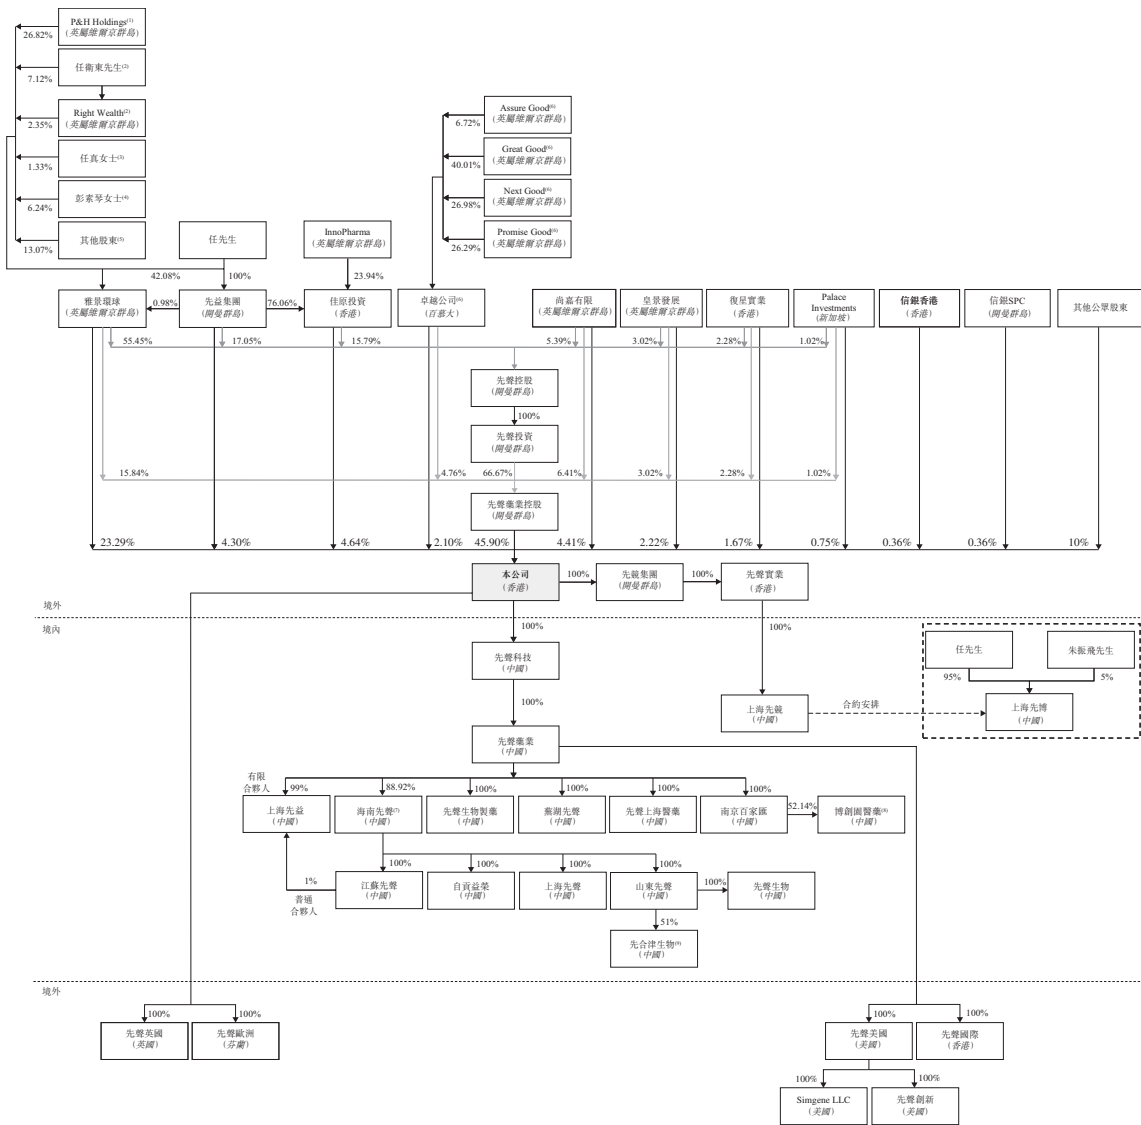 P&H Holdings(1)
(英屬維爾京群島)
26.82%
任衛東先生(2)
7.12%
Right Wealth(2)
(英屬維爾京群島)
2.35%
任真女士(3)
1.33%
彭素琴女士(4)
6.24%
其他股東(5)
13.07%
任先生
InnoPharma
(英屬維爾京群島)
Assure Good(6)
(英屬維爾京群島)
6.72%
Great Good(6)
(英屬維爾京群島)
40.01%
Next Good(6)
(英屬維爾京群島)
26.98%
Promise Good(6)
(英屬維爾京群島)
26.29%
42.08%
100%
23.94%
雅景環球
(英屬維爾京群島)
0.98%
先益集團
(開曼群島)
76.06%
佳原投資
(香港)
卓越公司(6)
(百慕大)
尚嘉有限
(英屬維爾京群島)
皇景發展
(英屬維爾京群島)
復星實業
(香港)
Palace
Investments
(新加坡)
信銀香港
(香港)
信銀SPC
(開曼群島)
其他公眾股東
55.45%
17.05%
15.79%
5.39%
3.02%
2.28%
1.02%
先聲控股
(開曼群島)
100%
先聲投資
(開曼群島)
15.84%
4.76%
66.67%
6.41%
3.02%
2.28%
1.02%
先聲藥業控股
(開曼群島)
23.29%
4.30%
4.64%
2.10%
45.90%
4.41%
2.22%
1.67%
0.75%
0.36%
0.36%
10%
本公司
(香港)
100%
先競集團
(開曼群島)
100%
先聲實業
(香港)
境外
境內
100%
100%
先聲科技
(中國)
任先生
朱振飛先生
95%
5%
100%
上海先競
(中國)
合約安排
上海先博
(中國)
先聲藥業
(中國)
有限
合夥人
99%
88.92%
100%
100%
100%
100%
上海先益
(中國)
海南先聲(7)
(中國)
先聲生物製藥
(中國)
蕪湖先聲
(中國)
先聲上海醫藥
(中國)
南京百家匯
(中國)
52.14%
博創園醫藥(8)
(中國)
100%
100%
100%
100%
1%
普通
合夥人
江蘇先聲
(中國)
自貢益榮
(中國)
上海先聲
(中國)
山東先聲
(中國)
100%
先聲生物
(中國)
51%
先合津生物(9)
(中國)
境外
100%
100%
100%
100%
先聲英國
(英國)
先聲歐洲
(芬蘭)
先聲美國
(美國)
先聲國際
(香港)
100%
100%
Simgene LLC
(美國)
先聲創新
(美國)